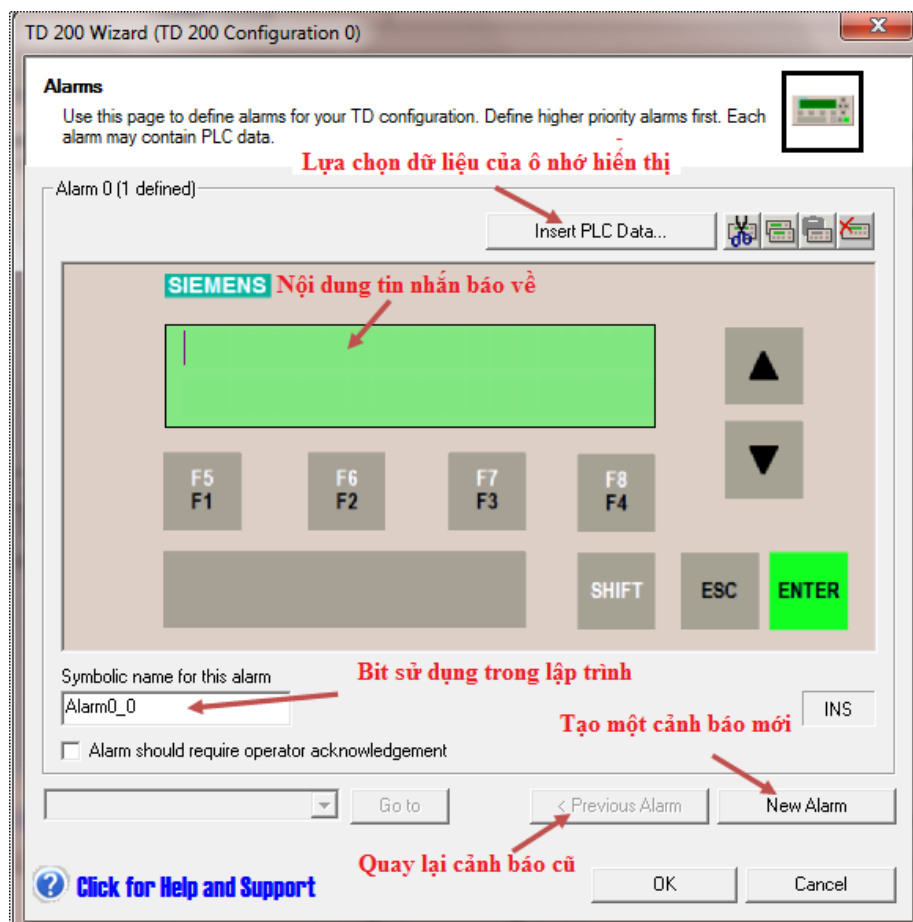 TD 200 Wizard (TD 200 Configuration 0)
Alarms
Use this page to define alarms for your TD configuration. Define higher priority alarms first. Each
alarm may contain PLC data.
Lựa chọn dữ liệu của ô nhớ hiển thị
Alarm 0 (1 defined)
Insert PLC Data...
SIEMENS Nội dung tin nhắn báo về
F5 F6 F7 F8
F1 F2 F3 F4
SHIFT ESC ENTER
Symbolic name for this alarm
Bit sử dụng trong lập trình
Alarm0_0
INS
Tạo một cảnh báo mới
Alarm should require operator acknowledgement
Go to < Previous Alarm New Alarm
Quay lại cảnh báo cũ
Click for Help and Support
OK Cancel